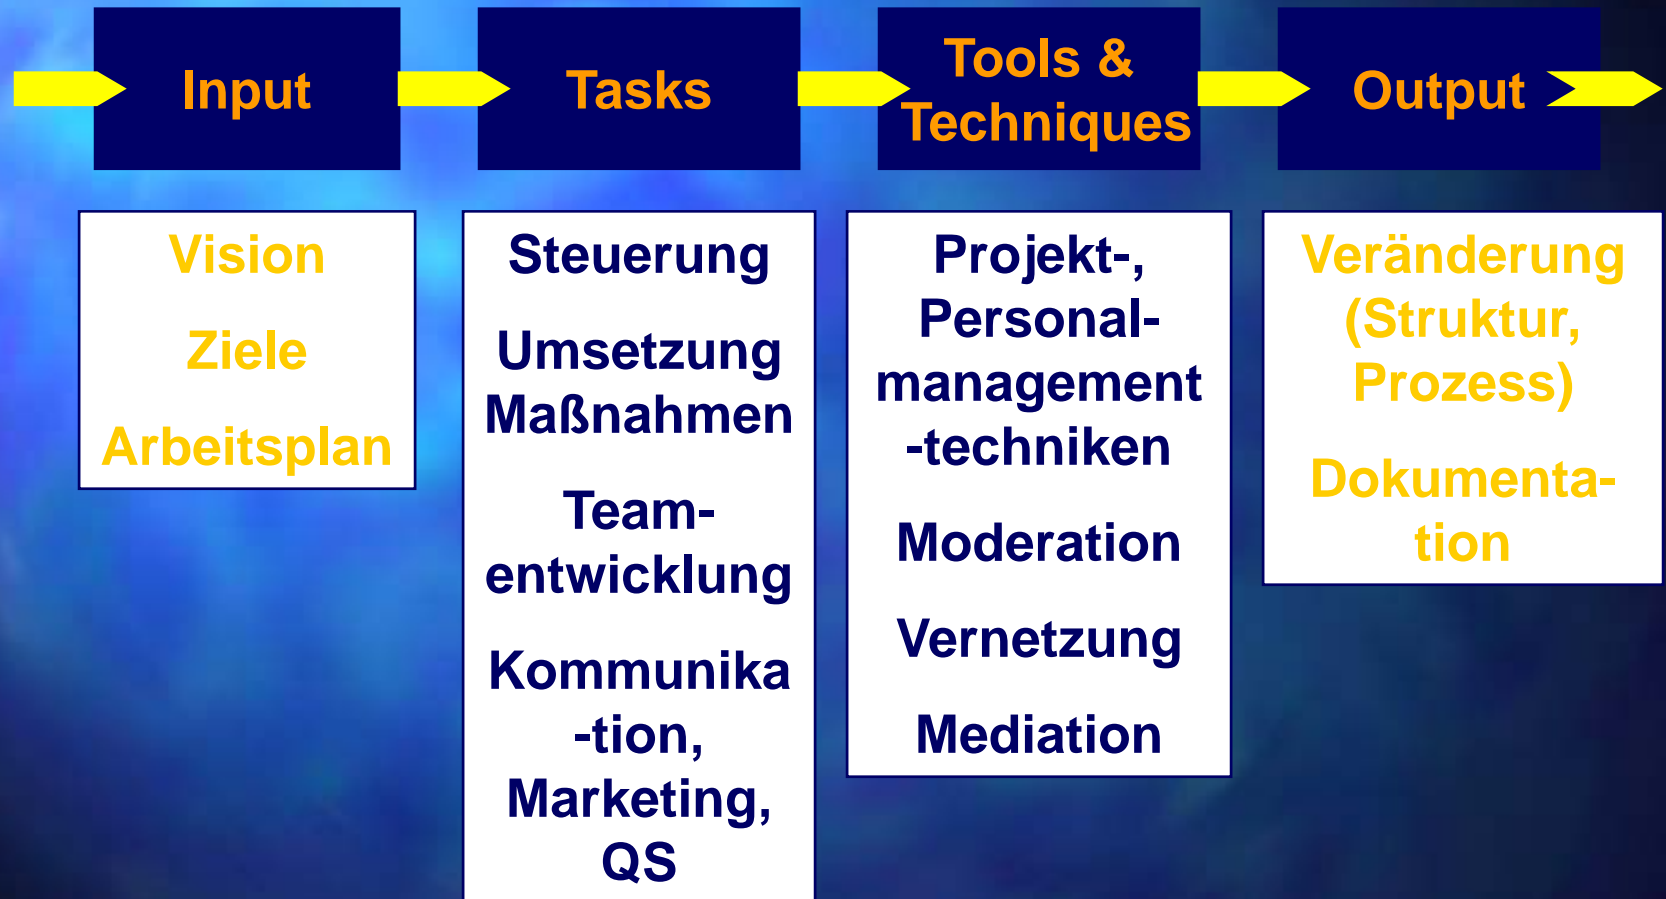 Input
Tasks
Tools &
Techniques
Output
Vision
Ziele
Arbeitsplan
Steuerung
Umsetzung
Maßnahmen
Team-
entwicklung
Kommunika
-tion,
Marketing,
QS
Projekt-,
Personal-
management
-techniken
Moderation
Vernetzung
Mediation
Veränderung
(Struktur,
Prozess)
Dokumenta-
tion